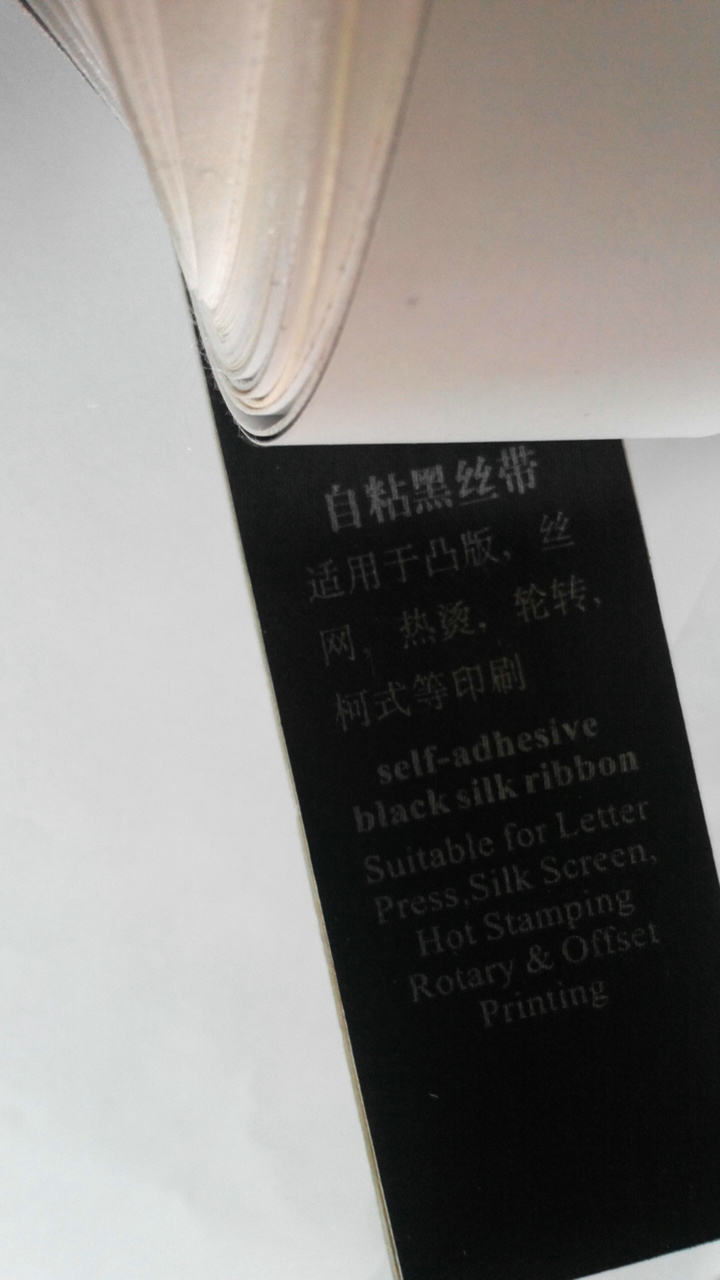 自粘黑丝带
适用于凸版，丝
网，热烫，轮转，
柯式等印刷
self-adhesive
black silk ribbon
Suitable for Letter
Press,Silk Screen,
Hot Stamping
Rotary & Offset
Printing